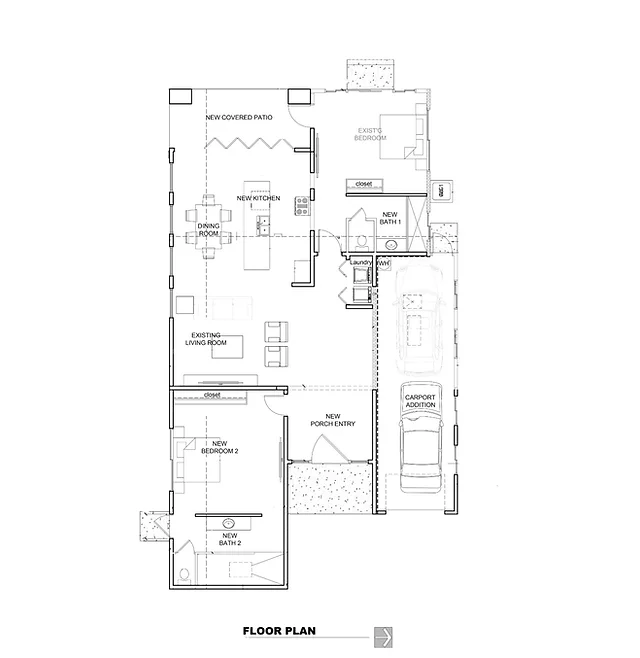 NEW COVERED PATIO
EXIST'G
BEDROOM
closet
NEW KITCHEN
NEW
BATH 1
DINING
ROOM
Laundry
WH
EXISTING
LIVING ROOM
CARPORT
ADDITION
closet
NEW
PORCH ENTRY
NEW
BEDROOM 2
NEW
BATH 2
FLOOR PLAN